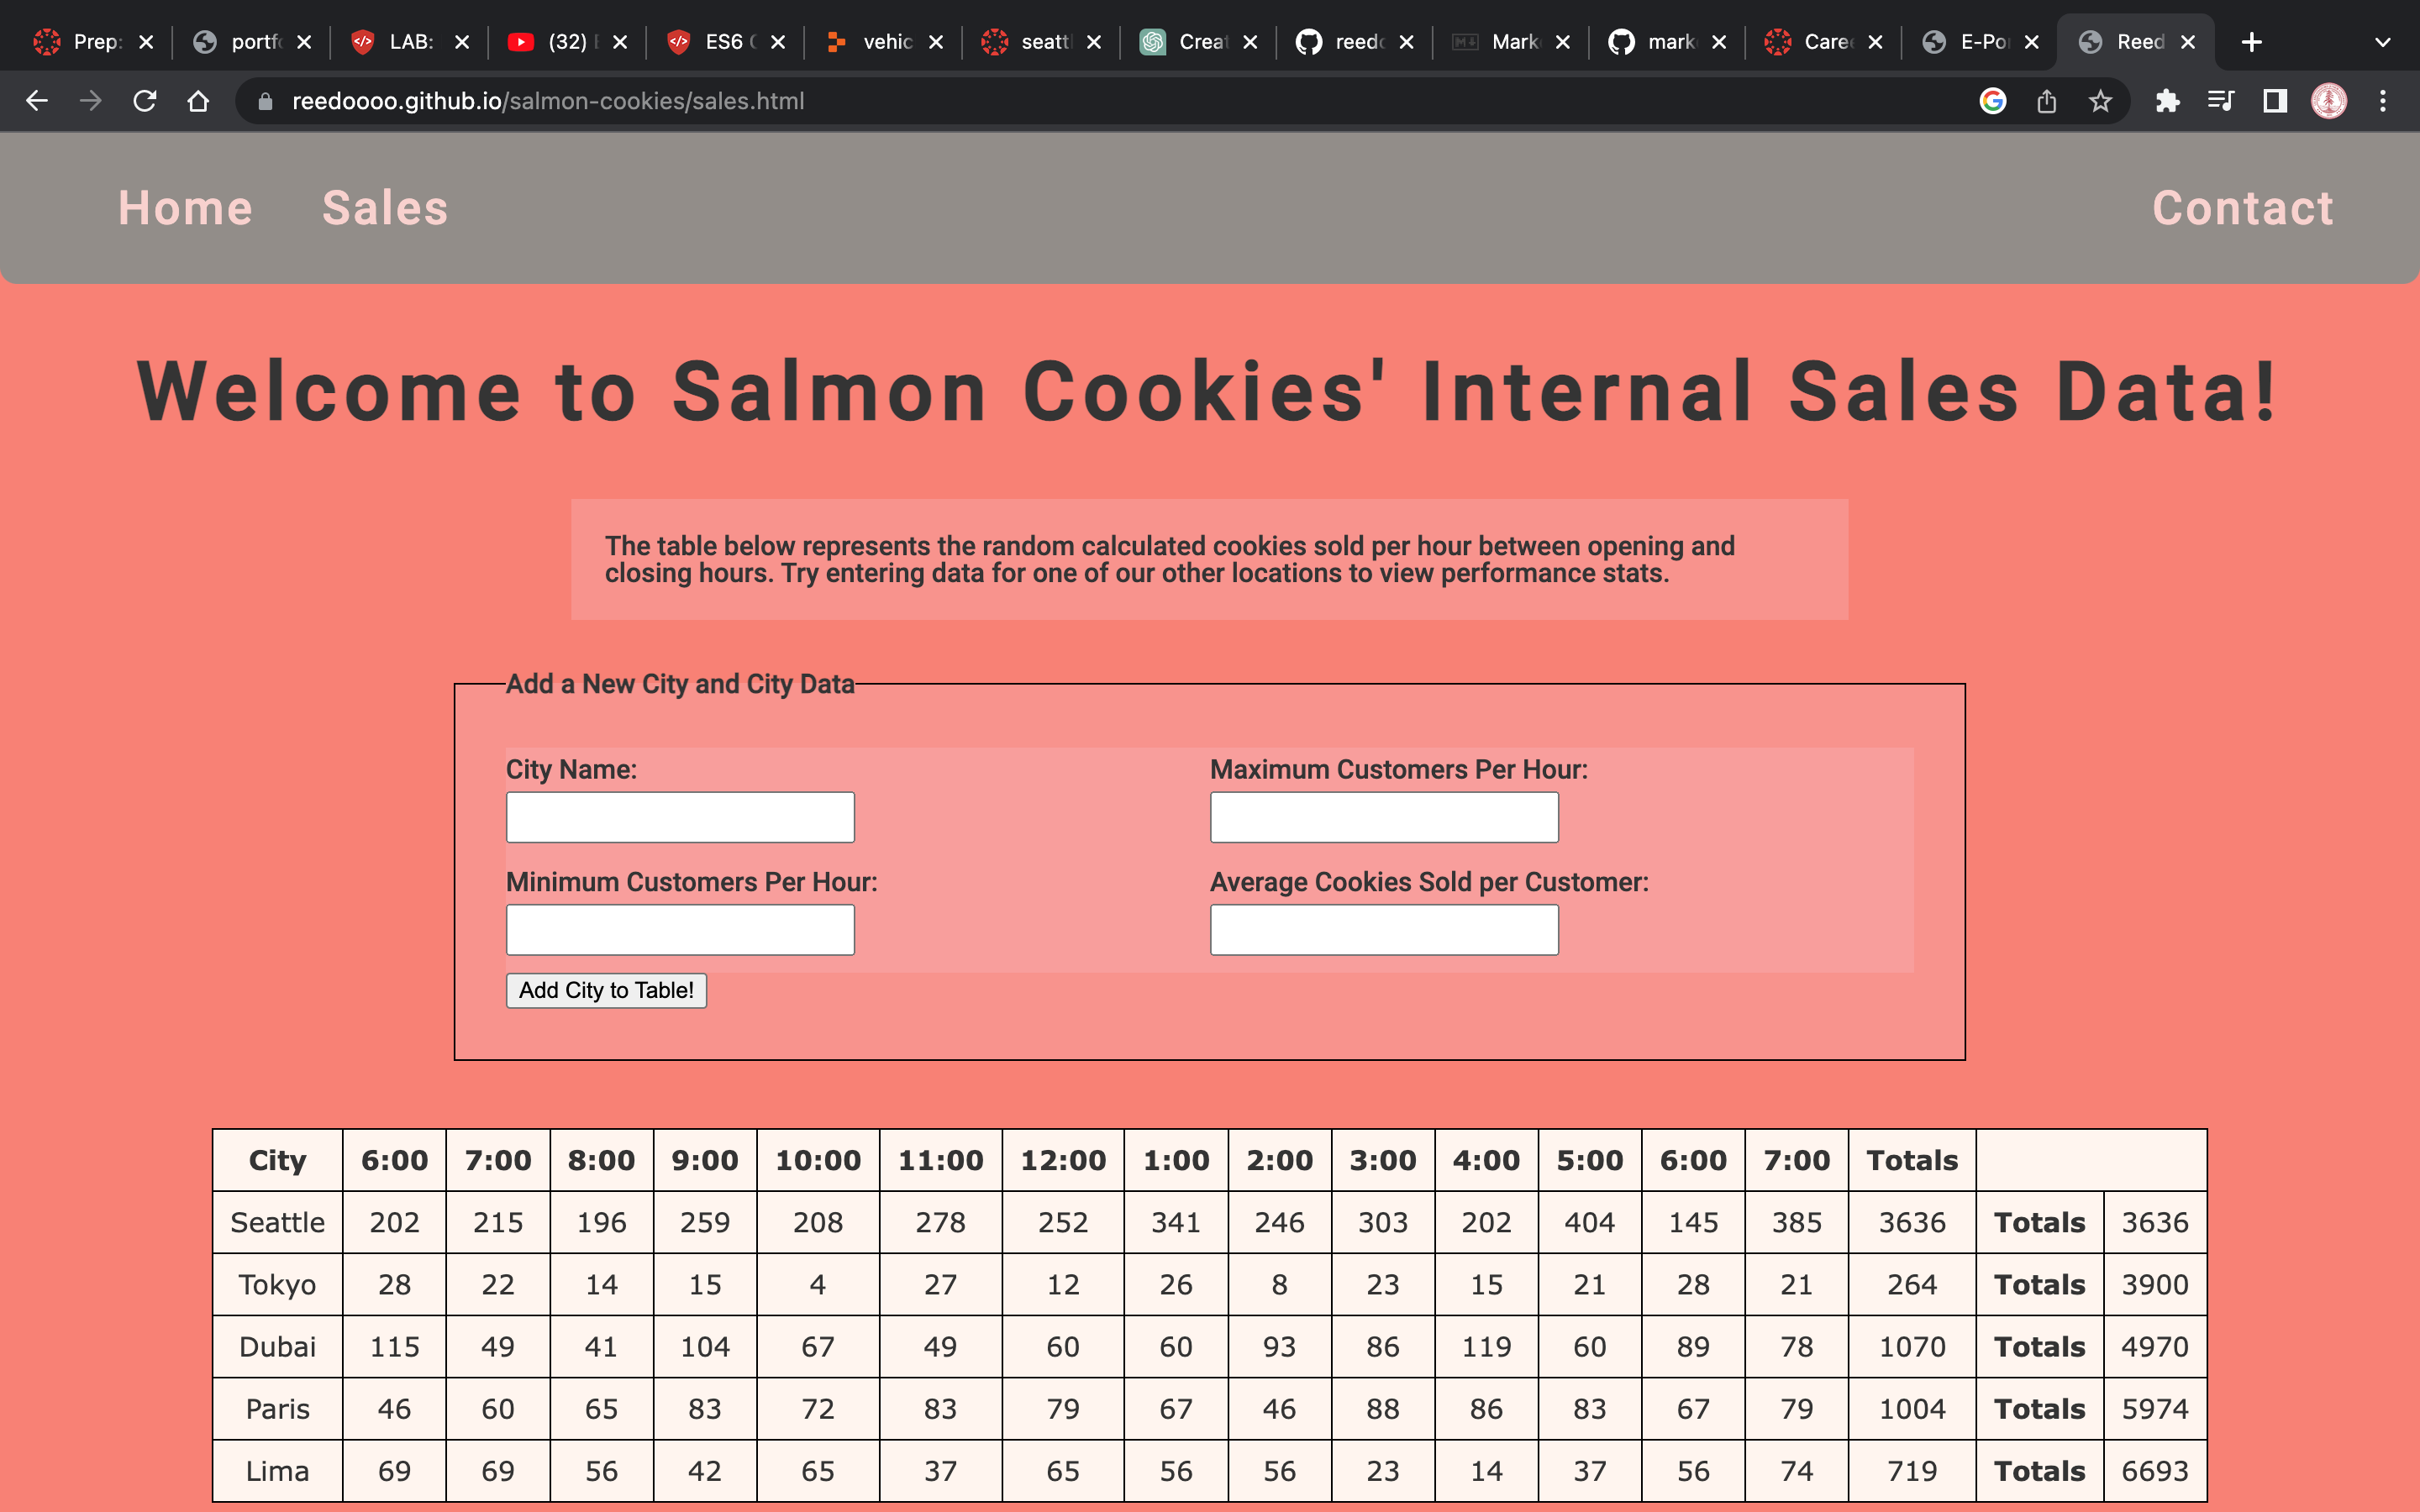 Prep:
portfo
LAB:
(32)
ES6
vehic
seattl
Creat
reedo
Mark
mark
Caree
E-Por
Reed
reedoooo.github.io/salmon-cookies/sales.html
Home Sales Contact
Welcome to Salmon Cookies' Internal Sales Data!
The table below represents the random calculated cookies sold per hour between opening and
closing hours. Try entering data for one of our other locations to view performance stats.
Add a New City and City Data
City Name: Maximum Customers Per Hour:
Minimum Customers Per Hour: Average Cookies Sold per Customer:
Add City to Table!
City 6:00 7:00 8:00 9:00 10:00 11:00 12:00 1:00 2:00 3:00 4:00 5:00 6:00 7:00 Totals
Seattle 202 215 196 259 208 278 252 341 246 303 202 404 145 385 3636 Totals 3636
Tokyo 28 22 14 15 4 27 12 26 8 23 15 21 28 21 264 Totals 3900
Dubai 115 49 41 104 67 49 60 60 93 86 119 60 89 78 1070 Totals 4970
Paris 46 60 65 83 72 83 79 67 46 88 86 83 67 79 1004 Totals 5974
Lima 69 69 56 42 65 37 65 56 56 23 14 37 56 74 719 Totals 6693